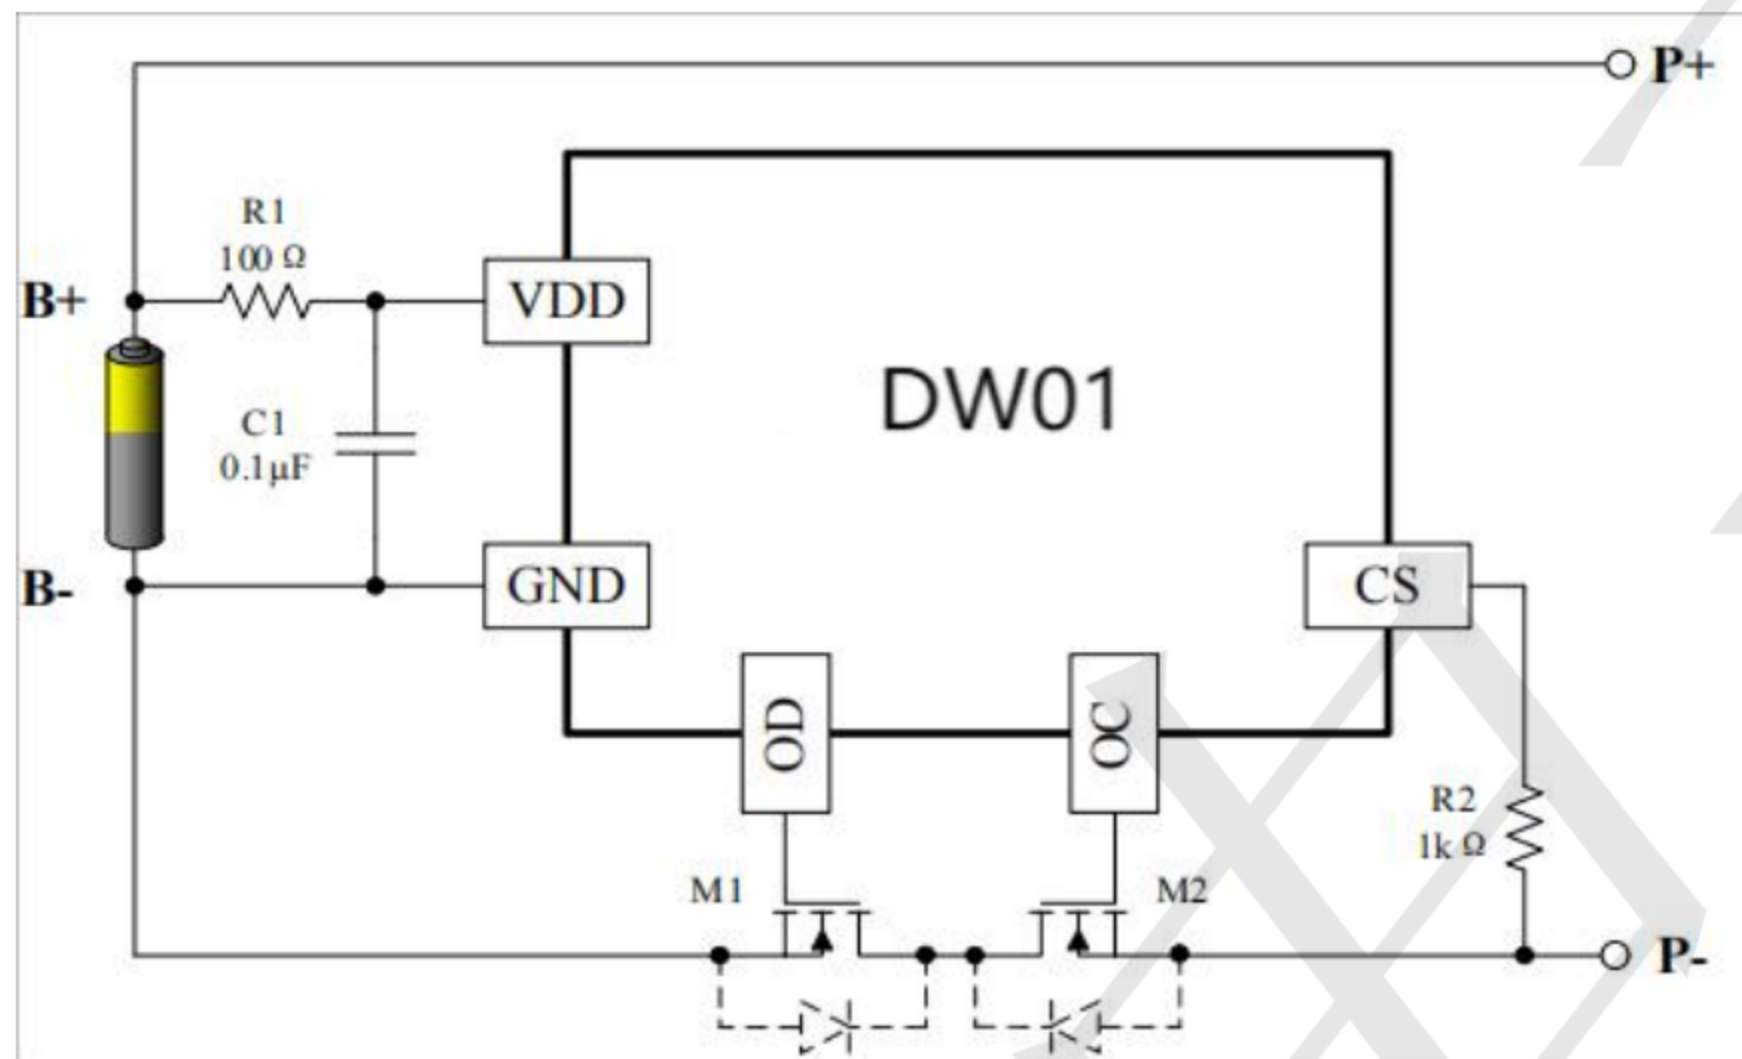 P+
R1
100 Ω
B+
VDD
DW01
C1
0.1μF
B-
GND
CS
OD
OC
R2
1k Ω
M1
M2
P-